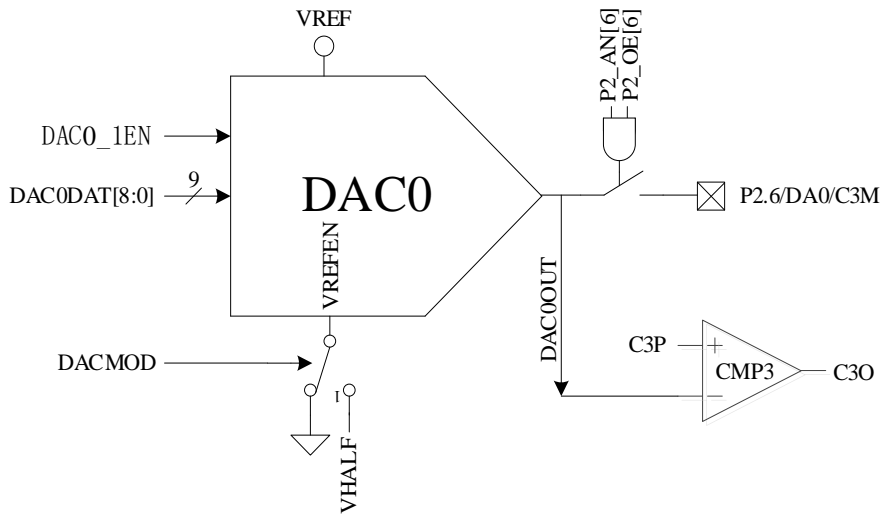 VREF
P2_AN[6]
P2_OE[6]
DAC0_1EN
9
DAC0DAT[8:0]
DAC0
P2.6/DA0/C3M
VREFEN
DAC0OUT
DACMOD
C3P
+
CMP3
C3O
−
1
VHALF